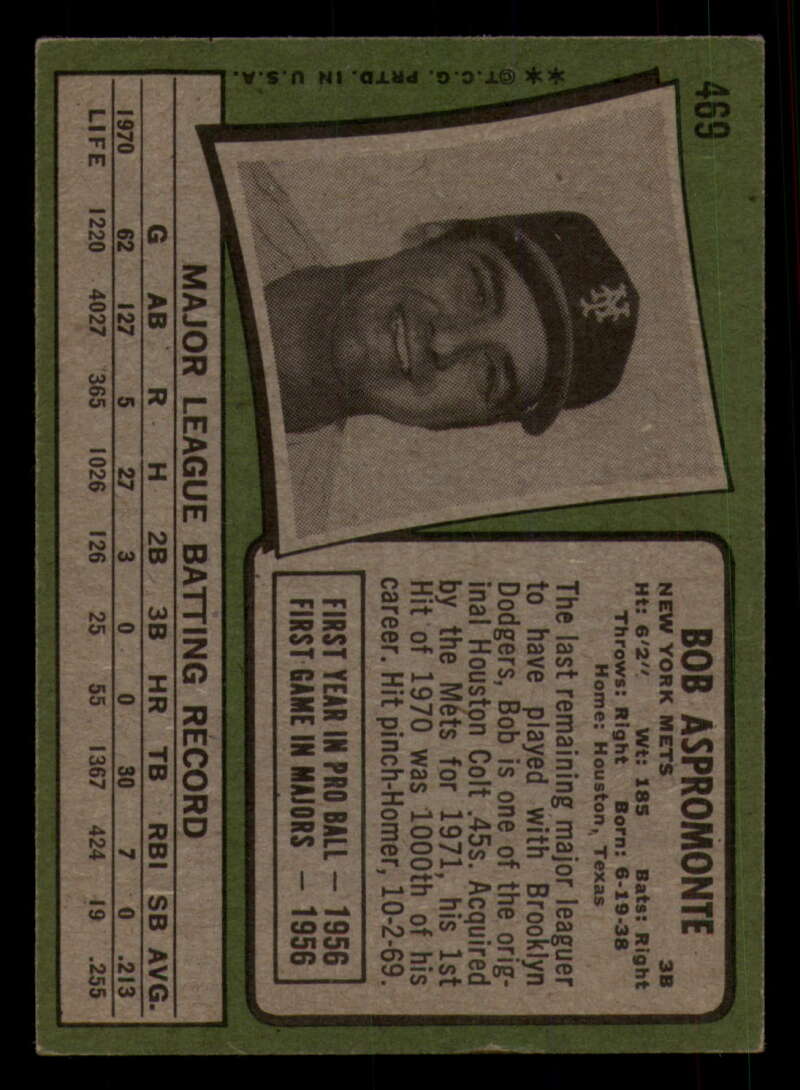 469
BOB ASPROMONTE
NEW YORK METS 3B
Ht: 6'2". Wt: 185 Bats: Right
Throws: Right Born: 6-19-38
Home: Houston, Texas
The last remaining major leaguer
to have played with Brooklyn
Dodgers, Bob is one of the orig-
inal Houston Colt .45s. Acquired
by the Mets for 1971, his 1st
Hit of 1970 was 1000th of his
career. Hit pinch-Homer, 10-2-69.
FIRST YEAR IN PRO BALL — 1956
FIRST GAME IN MAJORS — 1956
NY
MAJOR LEAGUE BATTING RECORD
G AB R H 2B 3B HR TB RBI SB AVG.
1970 62 127 5 27 3 0 0 30 7 0 .213
LIFE 1220 4027 365 1026 126 25 55 1367 424 19 .255
** ©T.C.G. PRTD. IN U.S.A.